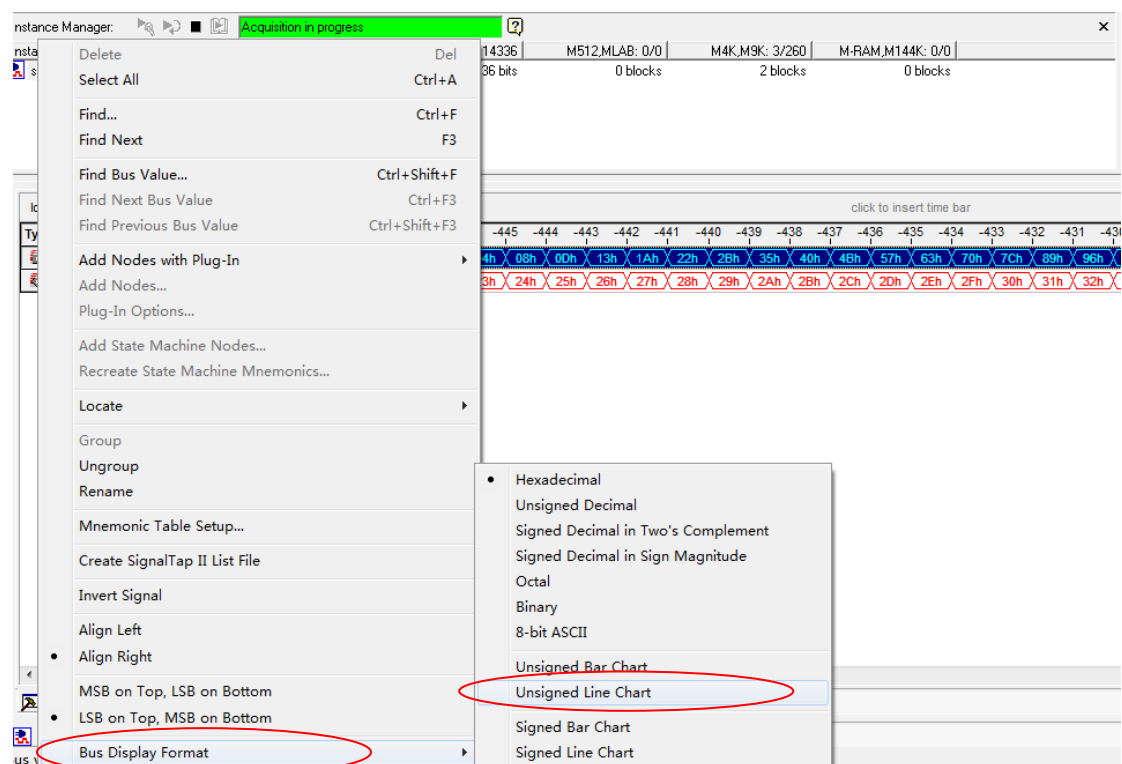 nstance Manager: Acquisition in progress
nsta 14336 M512,MLAB: 0/0 M4K,M9K: 3/260 M-RAM,M144K: 0/0
s 36 bits 0 blocks 2 blocks 0 blocks
Delete Del
Select All Ctrl+A
Find... Ctrl+F
Find Next F3
Find Bus Value... Ctrl+Shift+F
Find Next Bus Value Ctrl+F3
Find Previous Bus Value Ctrl+Shift+F3
Add Nodes with Plug-In
Add Nodes...
Plug-In Options...
Add State Machine Nodes...
Recreate State Machine Mnemonics...
Locate
Group
Ungroup
Rename
Mnemonic Table Setup...
Create SignalTap II List File
Invert Signal
Align Left
Align Right
MSB on Top, LSB on Bottom
LSB on Top, MSB on Bottom
Bus Display Format
click to insert time bar
Ty -445 -444 -443 -442 -441 -440 -439 -438 -437 -436 -435 -434 -433 -432 -431 -430
4h 08h 0Dh 13h 1Ah 22h 2Bh 35h 40h 4Bh 57h 63h 70h 7Ch 89h 96h
3h 24h 25h 26h 27h 28h 29h 2Ah 2Bh 2Ch 2Dh 2Eh 2Fh 30h 31h 32h
Hexadecimal
Unsigned Decimal
Signed Decimal in Two's Complement
Signed Decimal in Sign Magnitude
Octal
Binary
8-bit ASCII
Unsigned Bar Chart
Unsigned Line Chart
Signed Bar Chart
Signed Line Chart